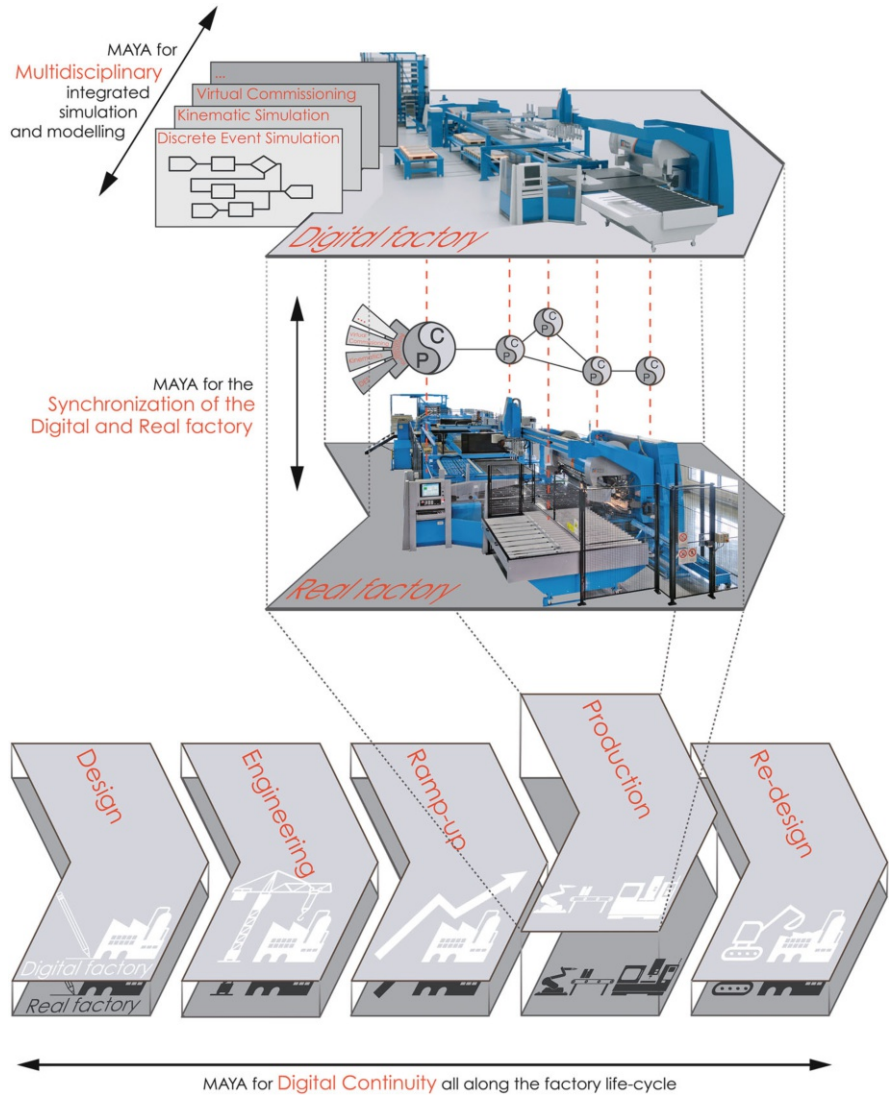 MAYA for
Multidisciplinary
integrated
simulation
and modelling
...
Virtual Commissioning
Kinematic Simulation
Discrete Event Simulation
Digital factory
C
P
C
P
C
P
C
P
C
P
MAYA for the
Synchronization of the
Digital and Real factory
Real factory
Design
Engineering
Ramp-up
Production
Re-design
Digital factory
Real factory
MAYA for Digital Continuity all along the factory life-cycle